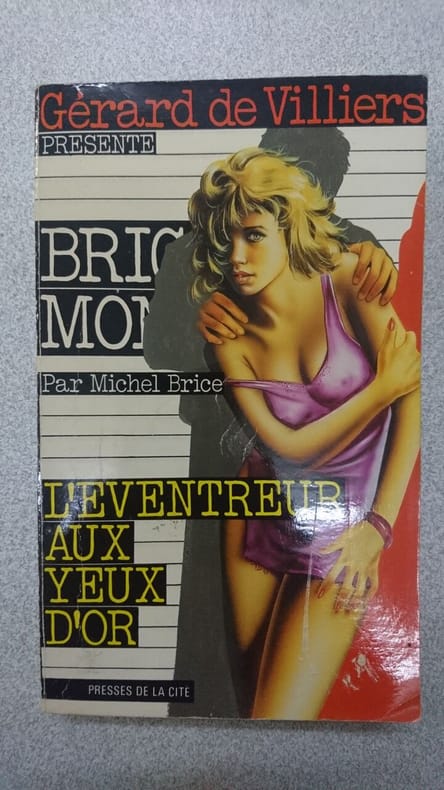 Gérard de Villiers
PRESENTE
BRIG
MON
Par Michel Brice
L'EVENTREUR
AUX
YEUX
D'OR
PRESSES DE LA CITE